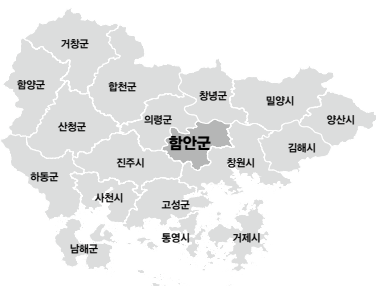 거창군
함양군
합천군
창녕군
밀양시
양산시
산청군
의령군
함안군
김해시
진주시
창원시
하동군
사천시
고성군
남해군
통영시
거제시